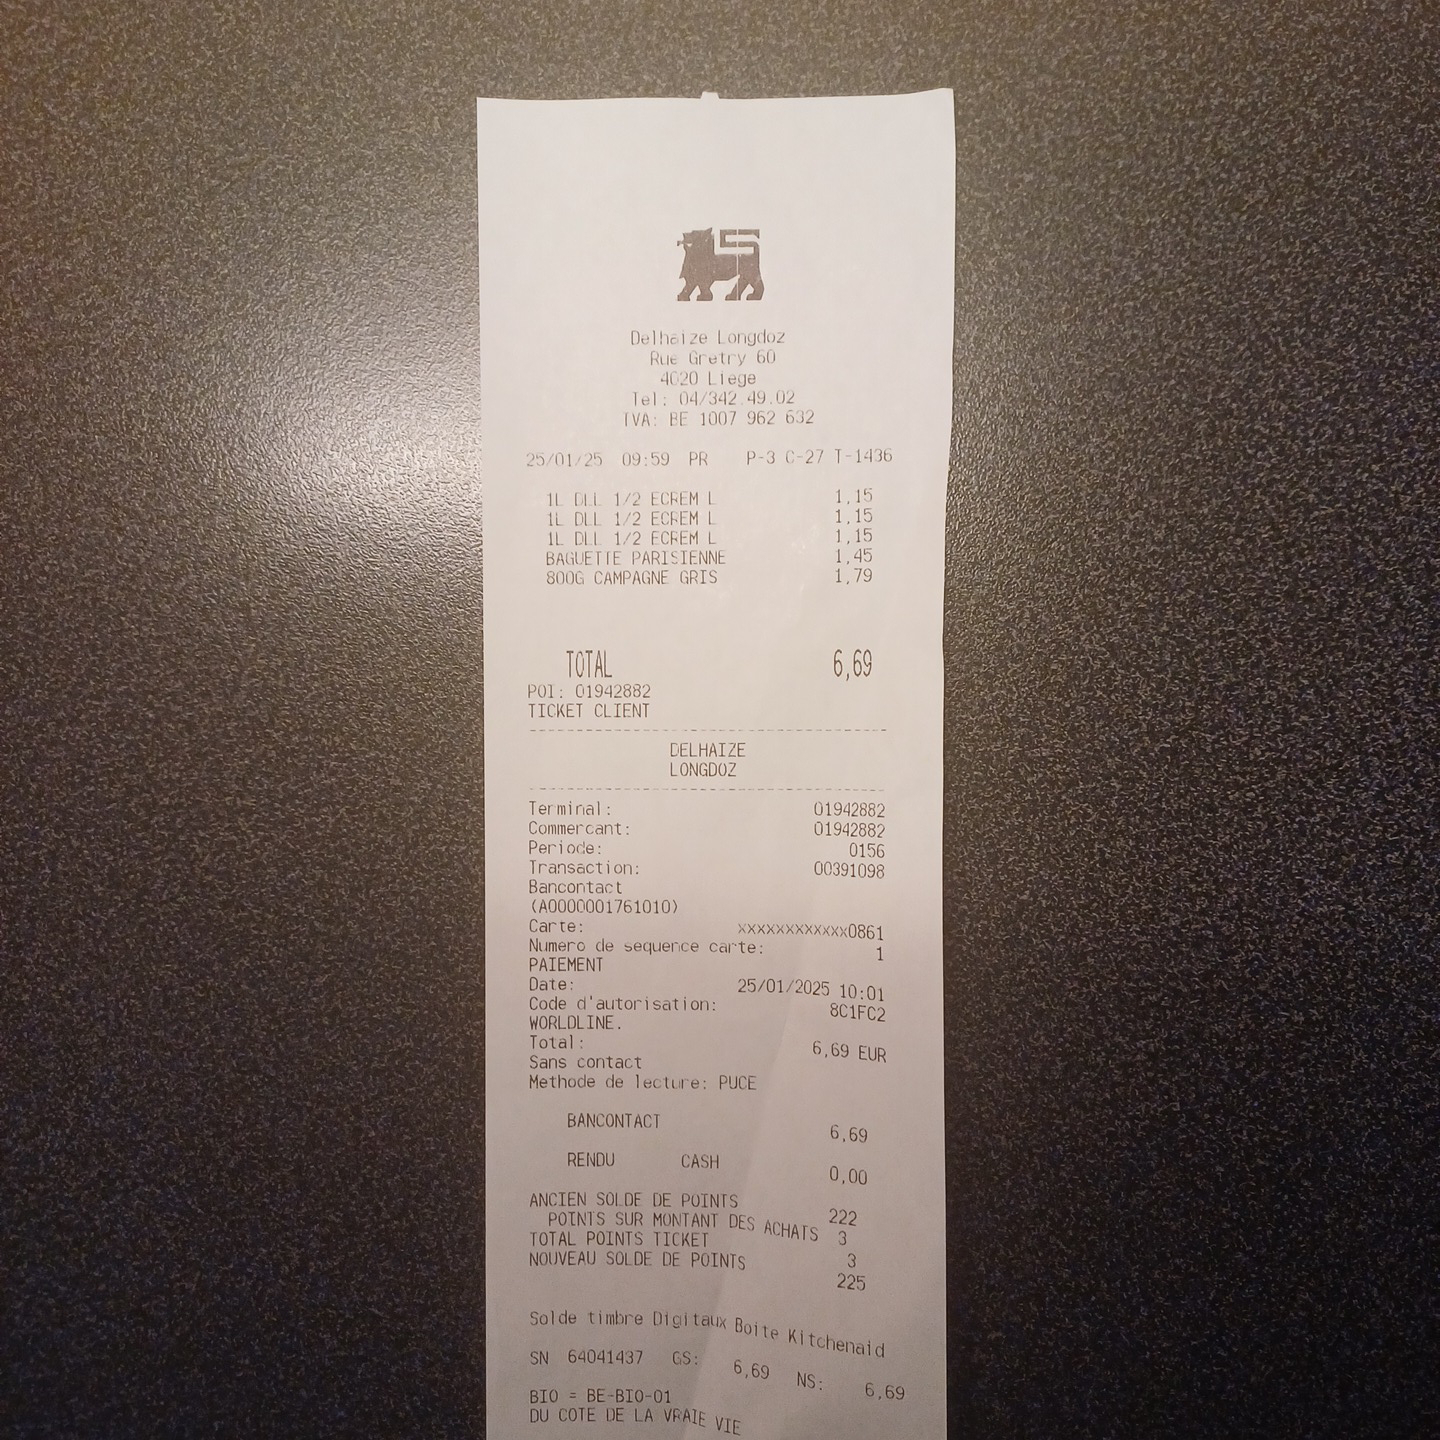 Delhaize Longdoz
Rue Gretry 60
4020 Liege
Tel: 04/342.49.02
TVA: BE 1007 962 632
25/01/25 09:59 PR P-3 C-27 T-1436
1L DLL 1/2 ECREM L 1,15
1L DLL 1/2 ECREM L 1,15
1L DLL 1/2 ECREM L 1,15
BAGUETTE PARISIENNE 1,45
800G CAMPAGNE GRIS 1,79
TOTAL 6,69
POI: 01942882
TICKET CLIENT
DELHAIZE
LONGDOZ
Terminal: 01942882
Commercant: 01942882
Periode: 0156
Transaction: 00391098
Bancontact
(A0000001761010)
Carte: xxxxxxxxxxxx0861
Numero de sequence carte: 1
PAIEMENT
Date: 25/01/2025 10:01
Code d'autorisation: 8C1FC2
WORLDLINE.
Total: 6,69 EUR
Sans contact
Methode de lecture: PUCE
BANCONTACT 6,69
RENDU CASH 0,00
ANCIEN SOLDE DE POINTS 222
POINTS SUR MONTANT DES ACHATS 3
TOTAL POINTS TICKET 3
NOUVEAU SOLDE DE POINTS 225
Solde timbre Digitaux Boite Kitchenaid
SN 64041437 GS: 6,69 NS: 6,69
BIO = BE-BIO-01
DU COTE DE LA VRAIE VIE